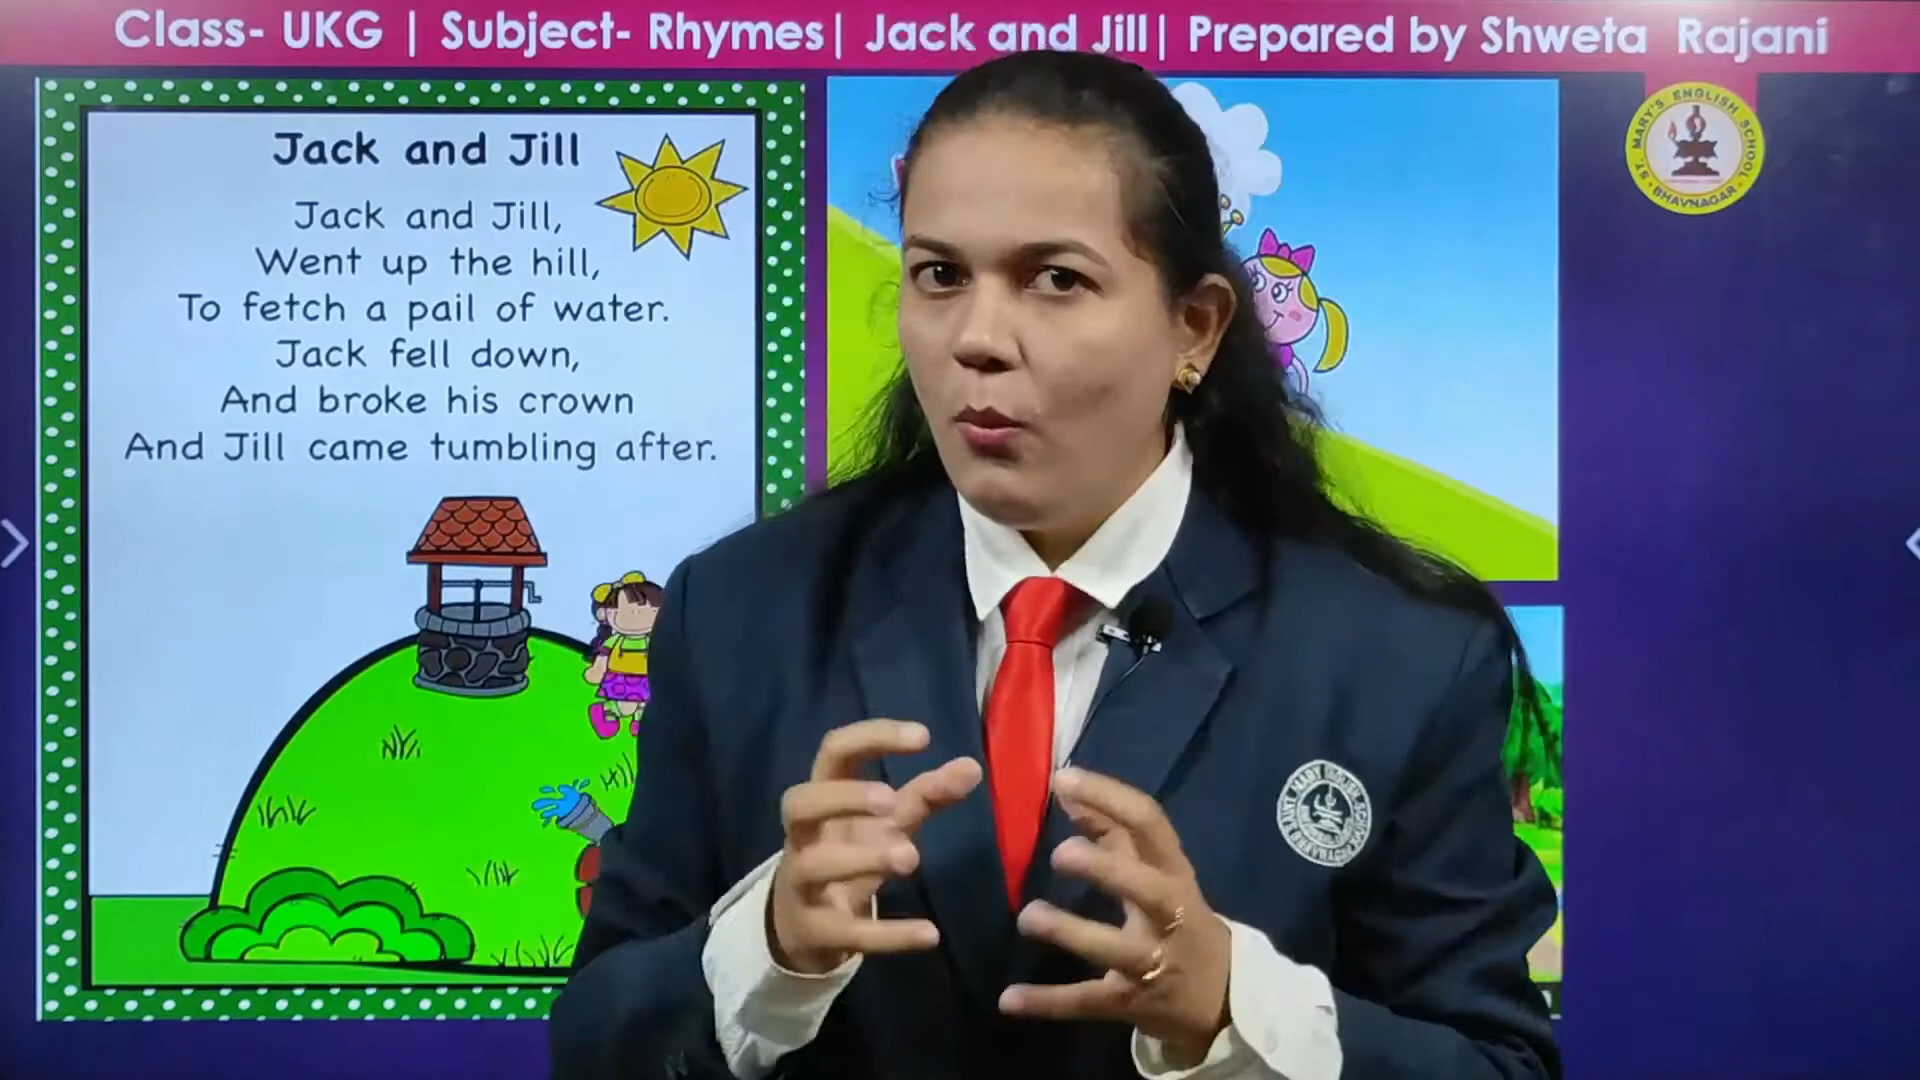 Class- UKG | Subject- Rhymes| Jack and Jill| Prepared by Shweta Rajani
Jack and Jill
Jack and Jill,
Went up the hill,
To fetch a pail of water.
Jack fell down,
And broke his crown
And Jill came tumbling after.
ST. MARY'S ENGLISH SCHOOL
BHAVNAGAR